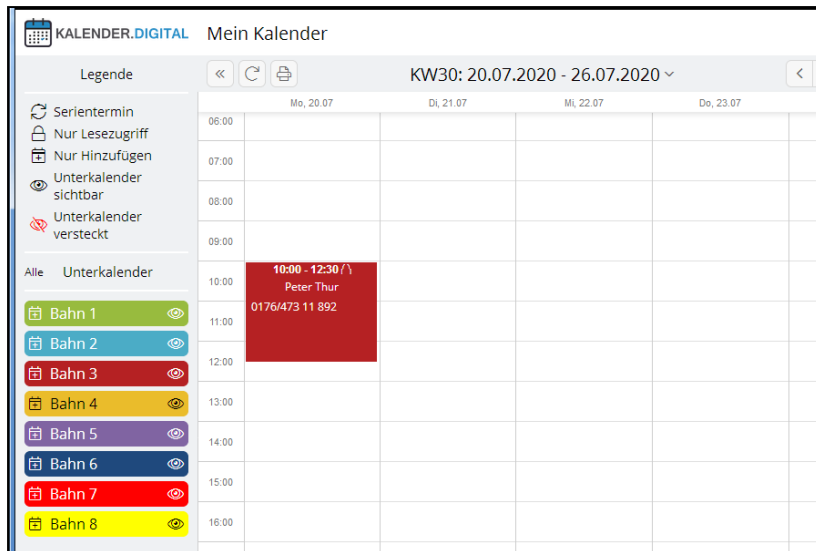 KALENDER.DIGITAL
Mein Kalender
Legende
Serientermin
Nur Lesezugriff
Nur Hinzufügen
Unterkalender
sichtbar
Unterkalender
versteckt
Alle Unterkalender
Bahn 1
Bahn 2
Bahn 3
Bahn 4
Bahn 5
Bahn 6
Bahn 7
Bahn 8
«
KW30: 20.07.2020 - 26.07.2020
Mo, 20.07 Di, 21.07 Mi, 22.07 Do, 23.07
06:00
07:00
08:00
09:00
10:00
11:00
12:00
13:00
14:00
15:00
16:00
10:00 - 12:30
Peter Thur
0176/473 11 892